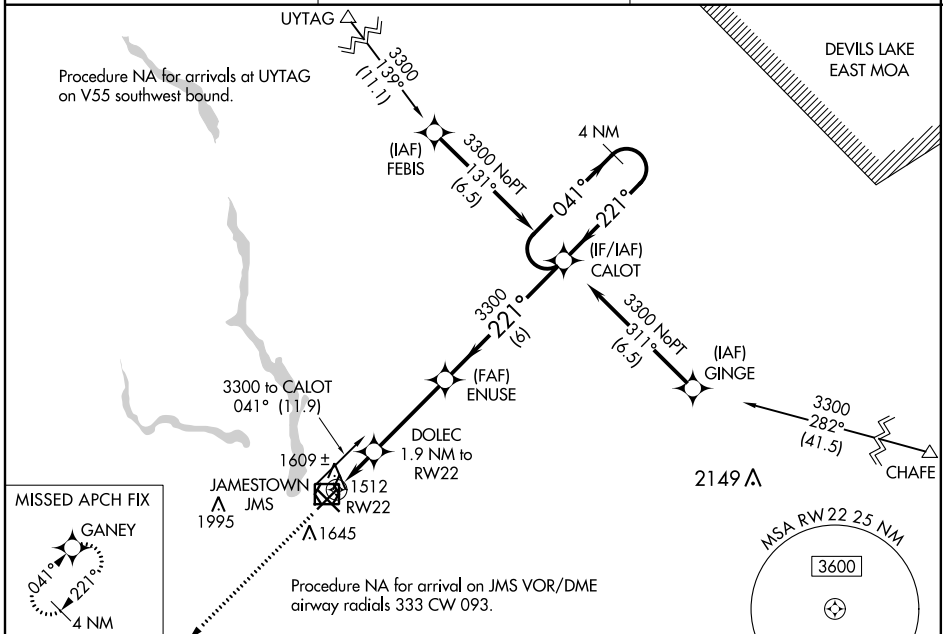 UYTAG
3300
139°
(11.1)
Procedure NA for arrivals at UYTAG
on V55 southwest bound.
DEVILS LAKE
EAST MOA
(IAF)
FEBIS
3300 NoPT
131°
(6.5)
4 NM
041°
221°
(IF/IAF)
CALOT
3300
221°
(6)
3300 NoPT
311°
(6.5)
(IAF)
GINGE
(FAF)
ENUSE
3300 to CALOT
041° (11.9)
3300
282°
(41.5)
CHAFE
DOLEC
1.9 NM to
RW22
1609 ±
JAMESTOWN
JMS
1512
RW22
1995
1645
2149
MISSED APCH FIX
GANEY
041°
221°
4 NM
Procedure NA for arrival on JMS VOR/DME
airway radials 333 CW 093.
MSA RW22 25 NM
3600